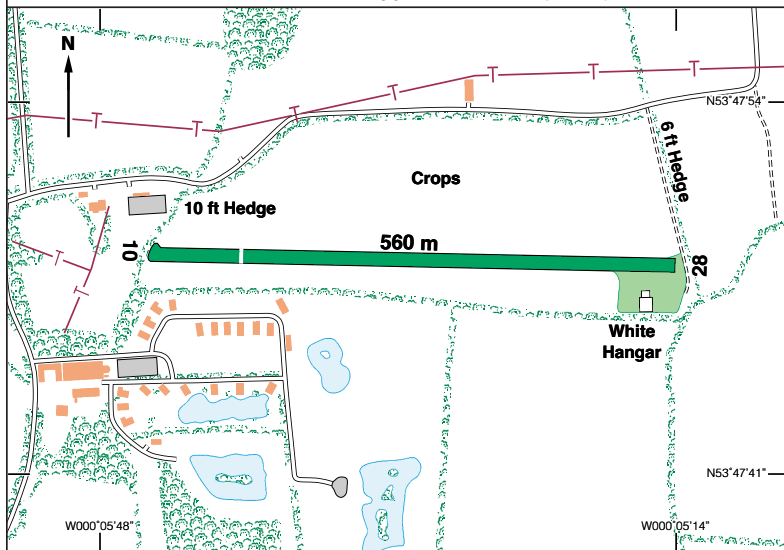 N
N53°47'54"
6 ft Hedge
Crops
10 ft Hedge
10
560 m
28
White
Hangar
N53°47'41"
W000°05'48"
W000°05'14"